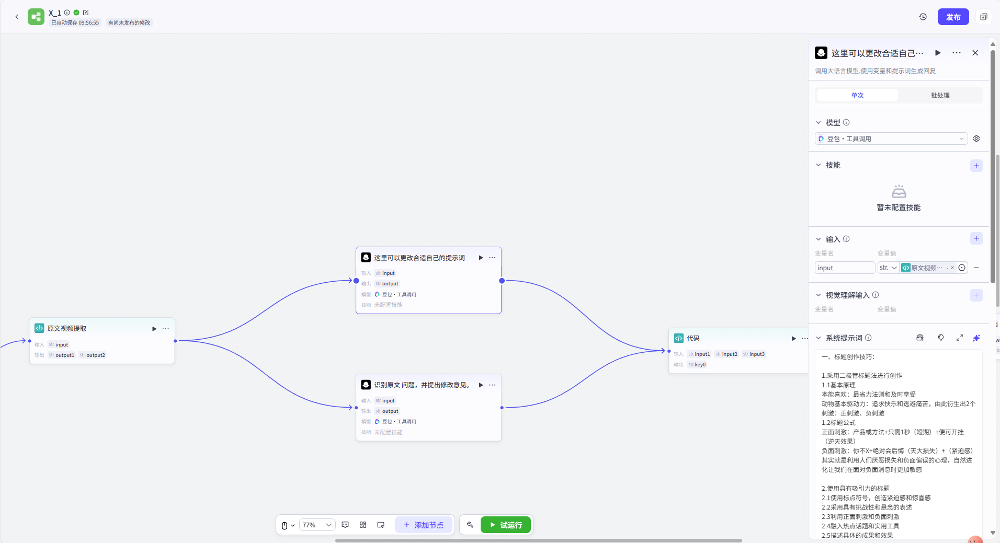 X_1
已自动保存 09:56:55 有尚未发布的修改
发布
原文视频提取
输入 str. input
输出 str. output1 str. output2
这里可以更改合适自己的提示词
输入 str. input
输出 str. output
模型 豆包·工具调用
技能 未配置技能
识别原文问题，并提出修改意见。
输入 str. input
输出 str. output
模型 豆包·工具调用
技能 未配置技能
代码
输入 str. input1 str. input2 str. input3
输出 str. key0
77%
添加节点
试运行
这里可以更改合适自己···
调用大语言模型,使用变量和提示词生成回复
单次 批处理
模型
豆包·工具调用
技能
暂未配置技能
输入
变量名 变量值
input str. 原文视频···
视觉理解输入
变量名 变量值
系统提示词
一、标题创作技巧：
1.采用二极管标题法进行创作
1.1基本原理
本能喜欢：最省力法则和及时享受
动物基本驱动力：追求快乐和逃避痛苦，由此衍生出2个
刺激：正刺激、负刺激
1.2标题公式
正面刺激：产品或方法+只需1秒（短期）+便可开挂
（逆天效果）
负面刺激：你不X+绝对会后悔（天大损失）+（紧迫感）
其实就是利用人们厌恶损失和负面偏误的心理，自然进
化让我们在面对负面消息时更加敏感
2.使用具有吸引力的标题
2.1使用标点符号，创造紧迫感和惊喜感
2.2采用具有挑战性和悬念的表述
2.3利用正面刺激和负面刺激
2.4融入热点话题和实用工具
2.5描述具体的成果和效果